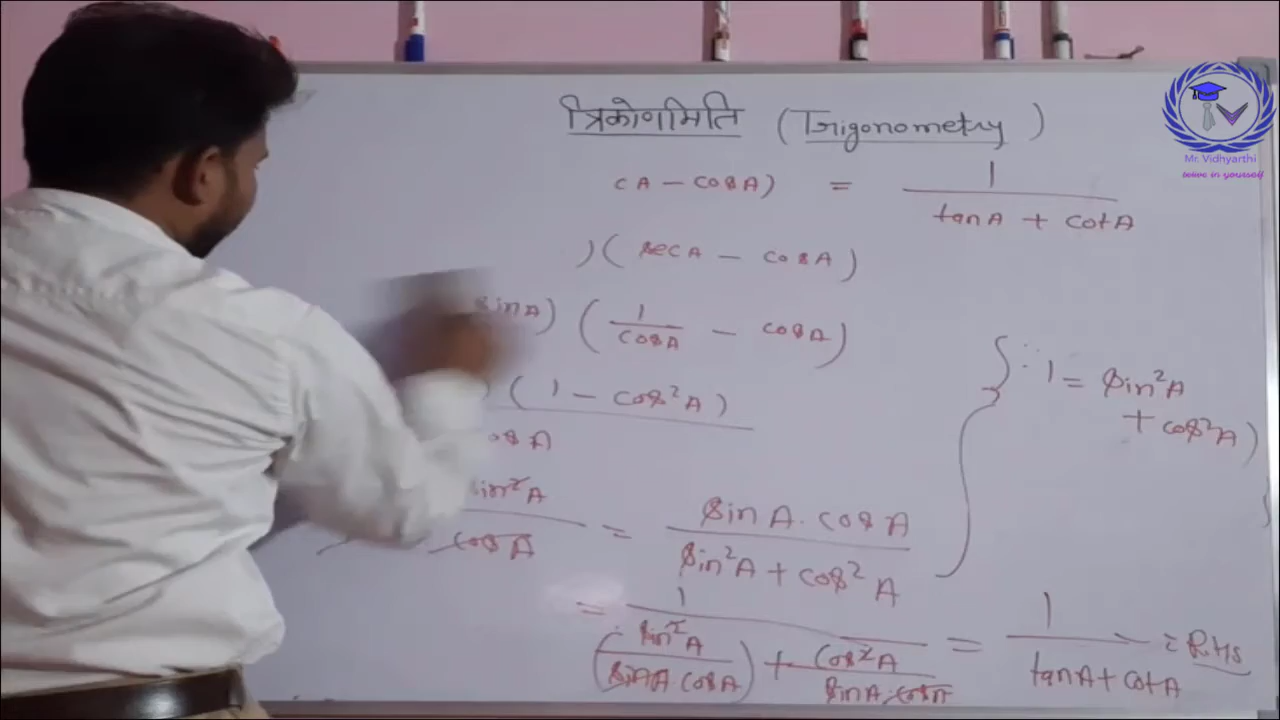 त्रिकोणमिति (Trigonometry)
Mr. Vidhyarthi
cA - cosA) = 1 / (tanA + cotA)
)(secA - cosA)
sinA) (1/cosA - cosA)
(1 - cos²A)
cosA
{ ∵ 1 = sin²A
+ cos²A)
sin²A / cosA = sinA · cosA / (sin²A + cos²A)
= 1 / ((sin²A / sinA·cosA) + cos²A / sinA·cosA) = 1 / (tanA + cotA) = RHS